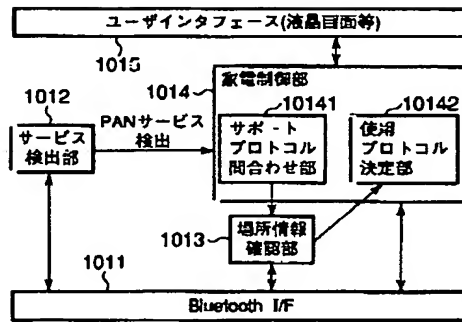 ユーザインタフェース(液晶画面等)
1015
1014
家電制御部
1012
サービス
検出部
PANサービス
検出
10141
サポート
プロトコル
問合わせ部
10142
使用
プロトコル
決定部
1013
場所情報
確認部
1011
Bluetooth I/F